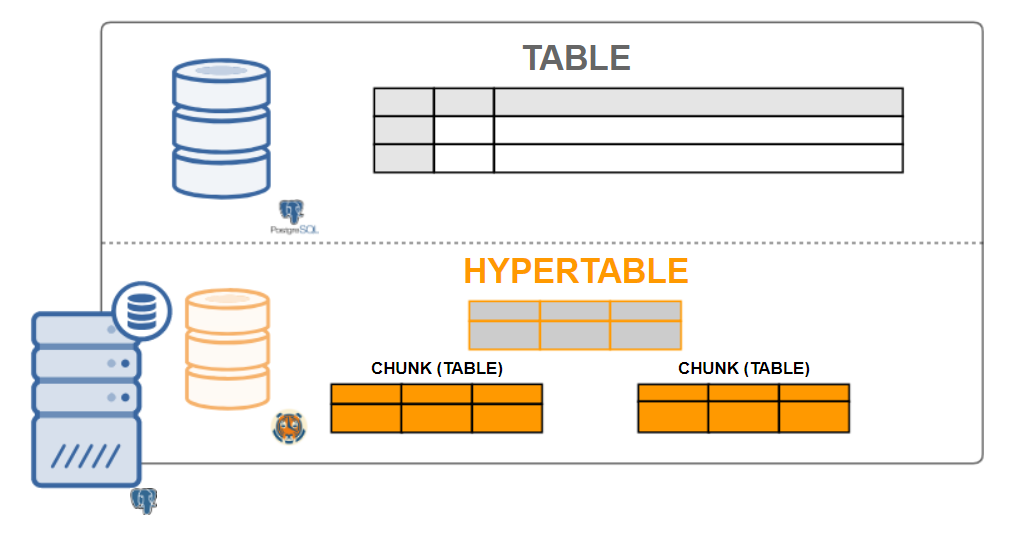 TABLE
PostgreSQL
HYPERTABLE
CHUNK (TABLE)
CHUNK (TABLE)